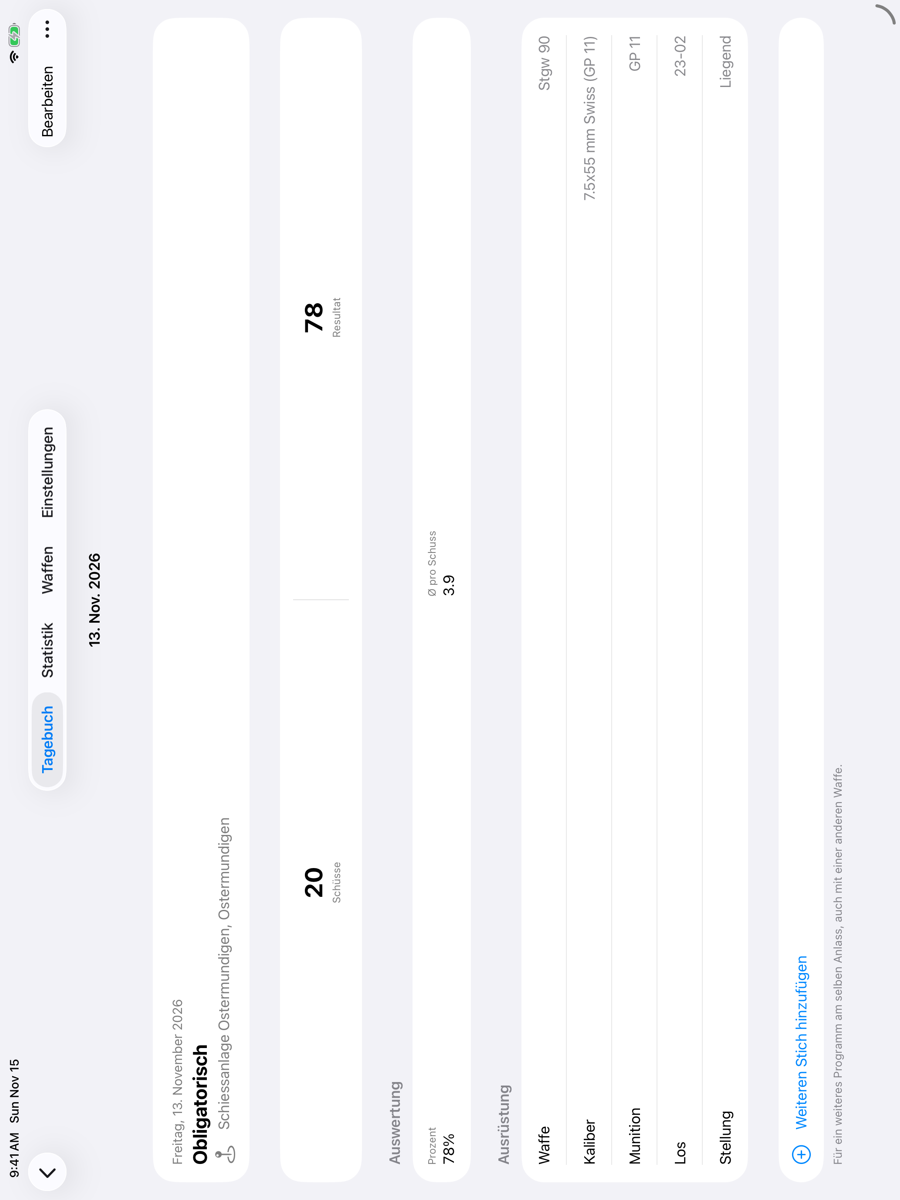 9:41 AM Sun Nov 15
Tagebuch Statistik Waffen Einstellungen
Bearbeiten
13. Nov. 2026
Freitag, 13. November 2026
Obligatorisch
Schiessanlage Ostermundigen, Ostermundigen
20
Schüsse
78
Resultat
Auswertung
Prozent
78%
Ø pro Schuss
3.9
Ausrüstung
Waffe Stgw 90
Kaliber 7.5x55 mm Swiss (GP 11)
Munition GP 11
Los 23-02
Stellung Liegend
Weiteren Stich hinzufügen
Für ein weiteres Programm am selben Anlass, auch mit einer anderen Waffe.